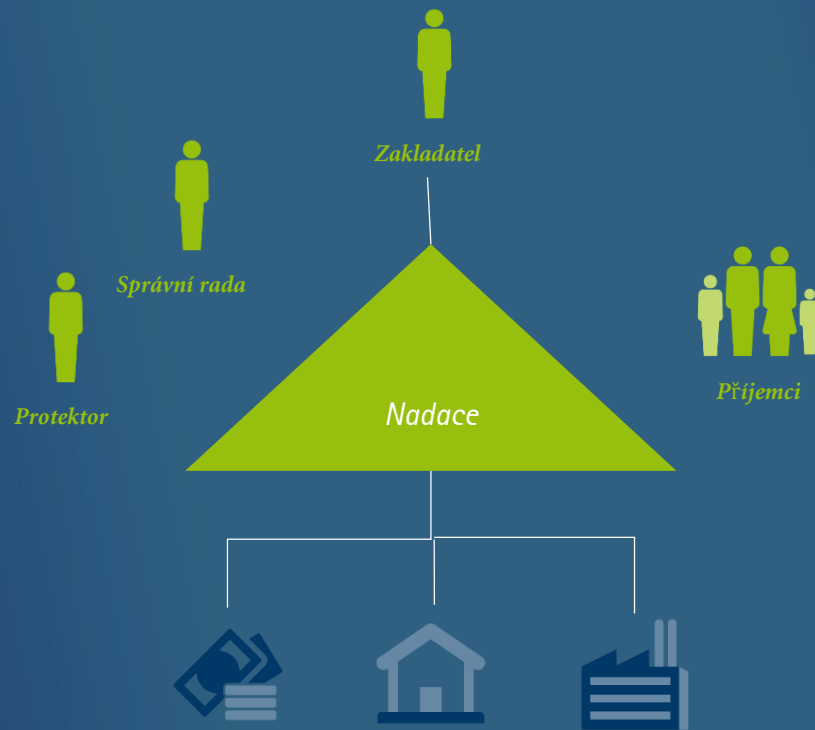 Zakladatel
Správní rada
Protektor
Příjemci
Nadace